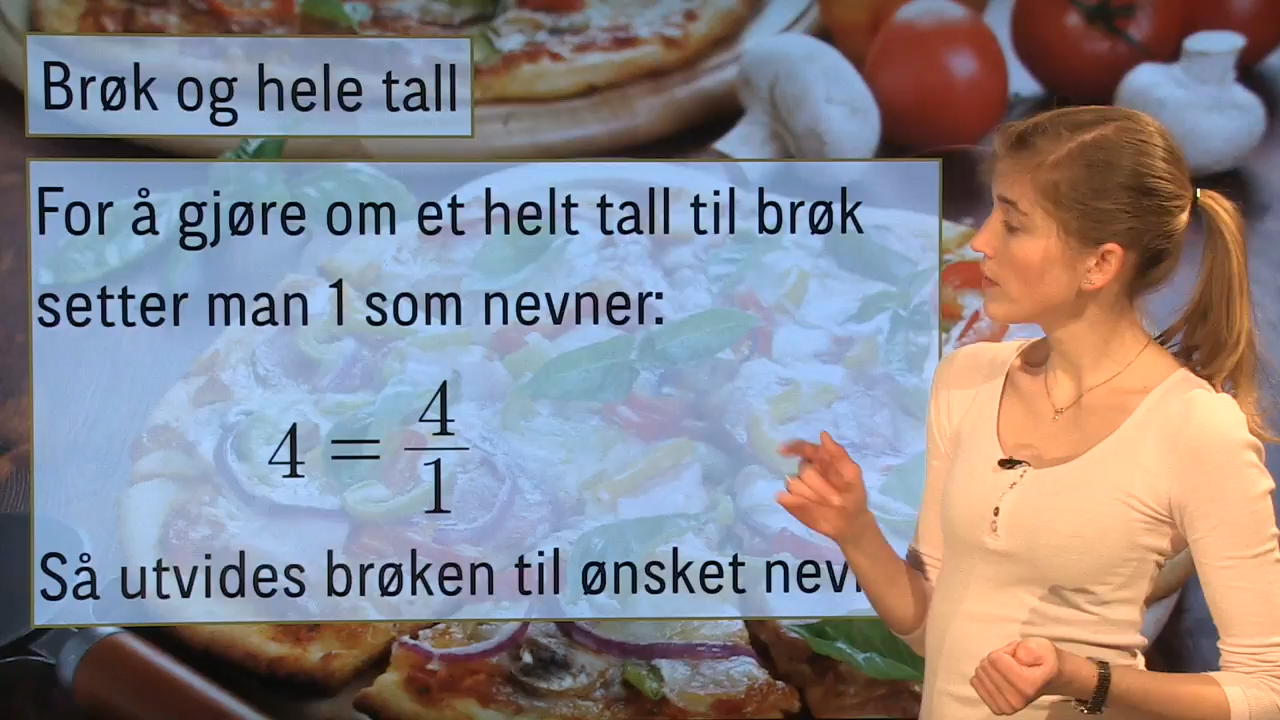 Brøk og hele tall
For å gjøre om et helt tall til brøk
setter man 1 som nevner:
4 = 4/1
Så utvides brøken til ønsket